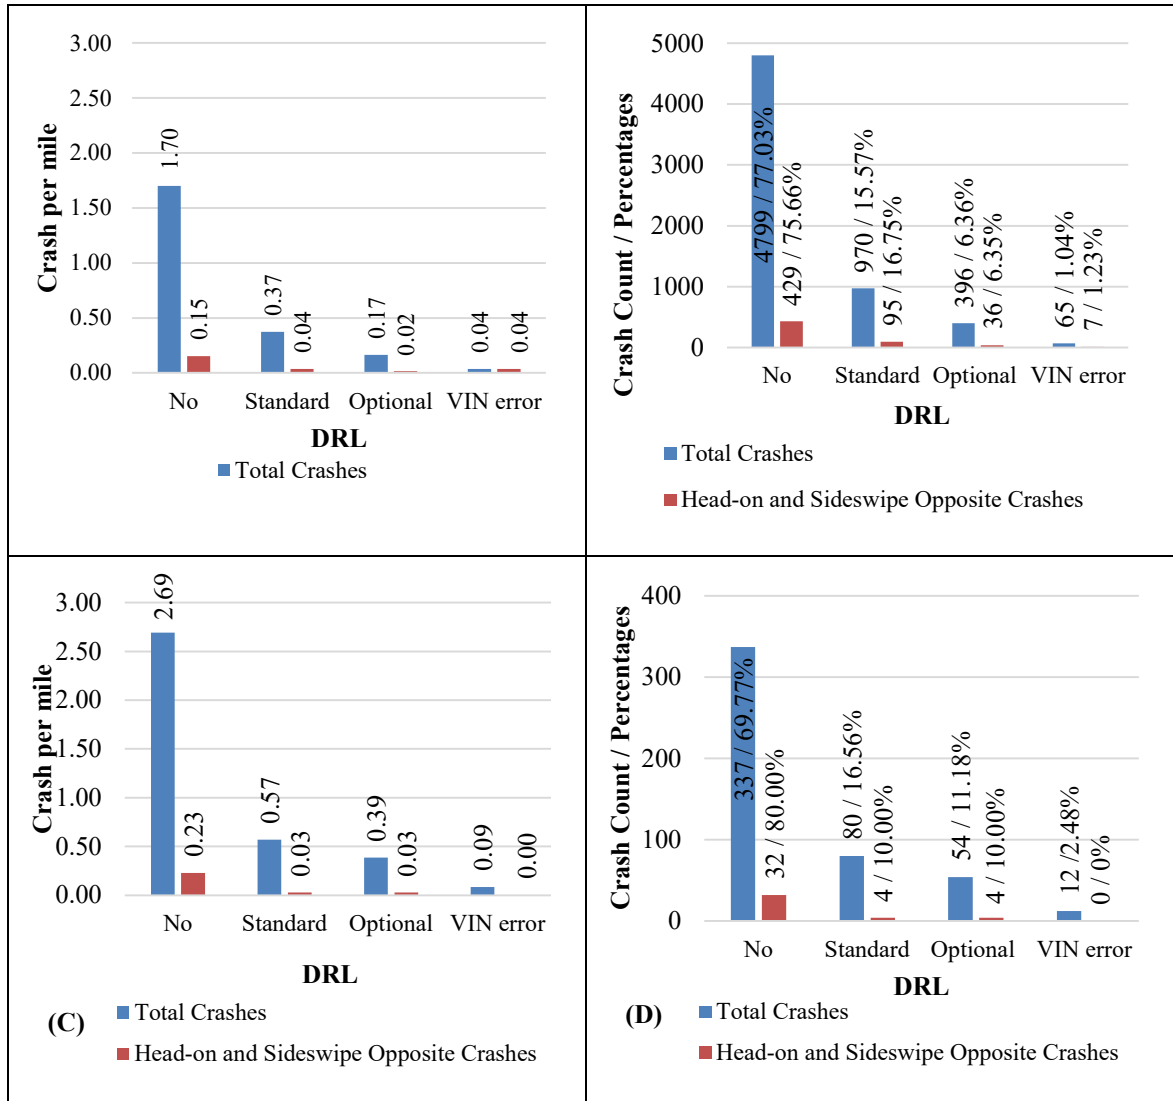 3.00
2.50
2.00
1.50
1.00
0.50
0.00
Crash per mile
1.70
0.15
0.37
0.04
0.17
0.02
0.04
0.04
No Standard Optional VIN error
DRL
Total Crashes
5000
4000
3000
2000
1000
0
Crash Count / Percentages
4799 / 77.03%
429 / 75.66%
970 / 15.57%
95 / 16.75%
396 / 6.36%
36 / 6.35%
65 / 1.04%
7 / 1.23%
No Standard Optional VIN error
DRL
Total Crashes
Head-on and Sideswipe Opposite Crashes
3.00
2.50
2.00
1.50
1.00
0.50
0.00
Crash per mile
2.69
0.23
0.57
0.03
0.39
0.03
0.09
0.00
No Standard Optional VIN error
DRL
(C)
Total Crashes
Head-on and Sideswipe Opposite Crashes
400
300
200
100
0
Crash Count / Percentages
337 / 69.77%
32 / 80.00%
80 / 16.56%
4 / 10.00%
54 / 11.18%
4 / 10.00%
12 /2.48%
0 / 0%
No Standard Optional VIN error
DRL
(D)
Total Crashes
Head-on and Sideswipe Opposite Crashes